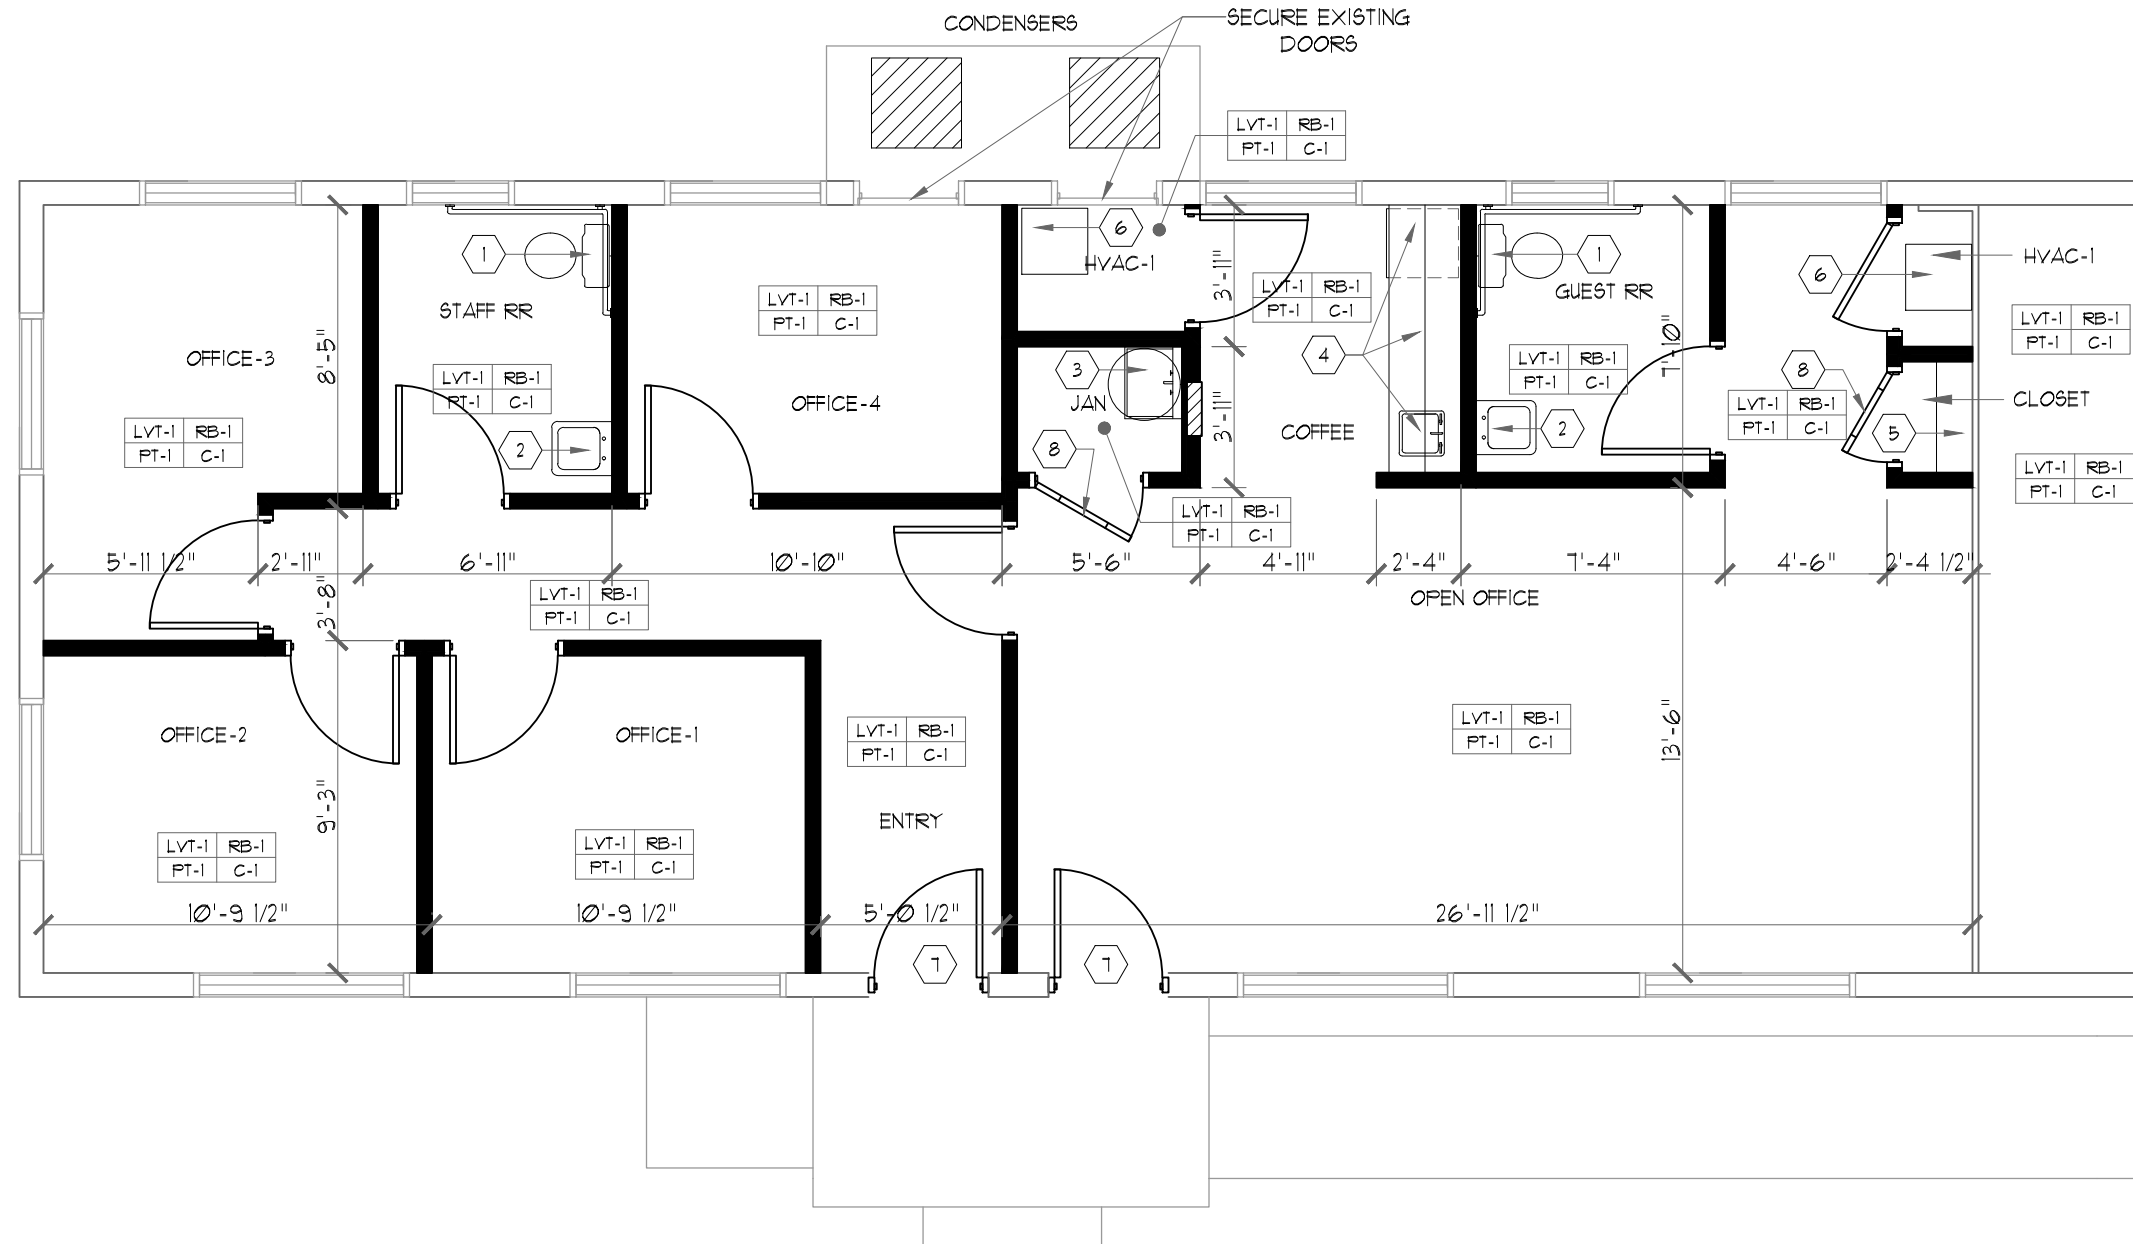 CONDENSERS
SECURE EXISTING
DOORS
LVT-1 RB-1
PT-1 C-1
1
STAFF RR
6
HVAC-1
1
GUEST RR
6
HVAC-1
OFFICE-3
8'-5"
LVT-1 RB-1
PT-1 C-1
3'-11"
LVT-1 RB-1
PT-1 C-1
7'-10"
LVT-1 RB-1
PT-1 C-1
LVT-1 RB-1
PT-1 C-1
OFFICE-4
3
JAN
4
LVT-1 RB-1
PT-1 C-1
8
LVT-1 RB-1
PT-1 C-1
CLOSET
LVT-1 RB-1
PT-1 C-1
2
8
3'-11"
COFFEE
2
5
LVT-1 RB-1
PT-1 C-1
LVT-1 RB-1
PT-1 C-1
5'-11 1/2" 2'-11" 6'-11" 10'-10" 5'-6" 4'-11" 2'-4" 7'-4" 4'-6" 2'-4 1/2"
3'-8"
LVT-1 RB-1
PT-1 C-1
OPEN OFFICE
OFFICE-2
OFFICE-1
LVT-1 RB-1
PT-1 C-1
LVT-1 RB-1
PT-1 C-1
13'-6"
9'-3"
ENTRY
LVT-1 RB-1
PT-1 C-1
LVT-1 RB-1
PT-1 C-1
10'-9 1/2" 10'-9 1/2" 5'-0 1/2" 26'-11 1/2"
7
7